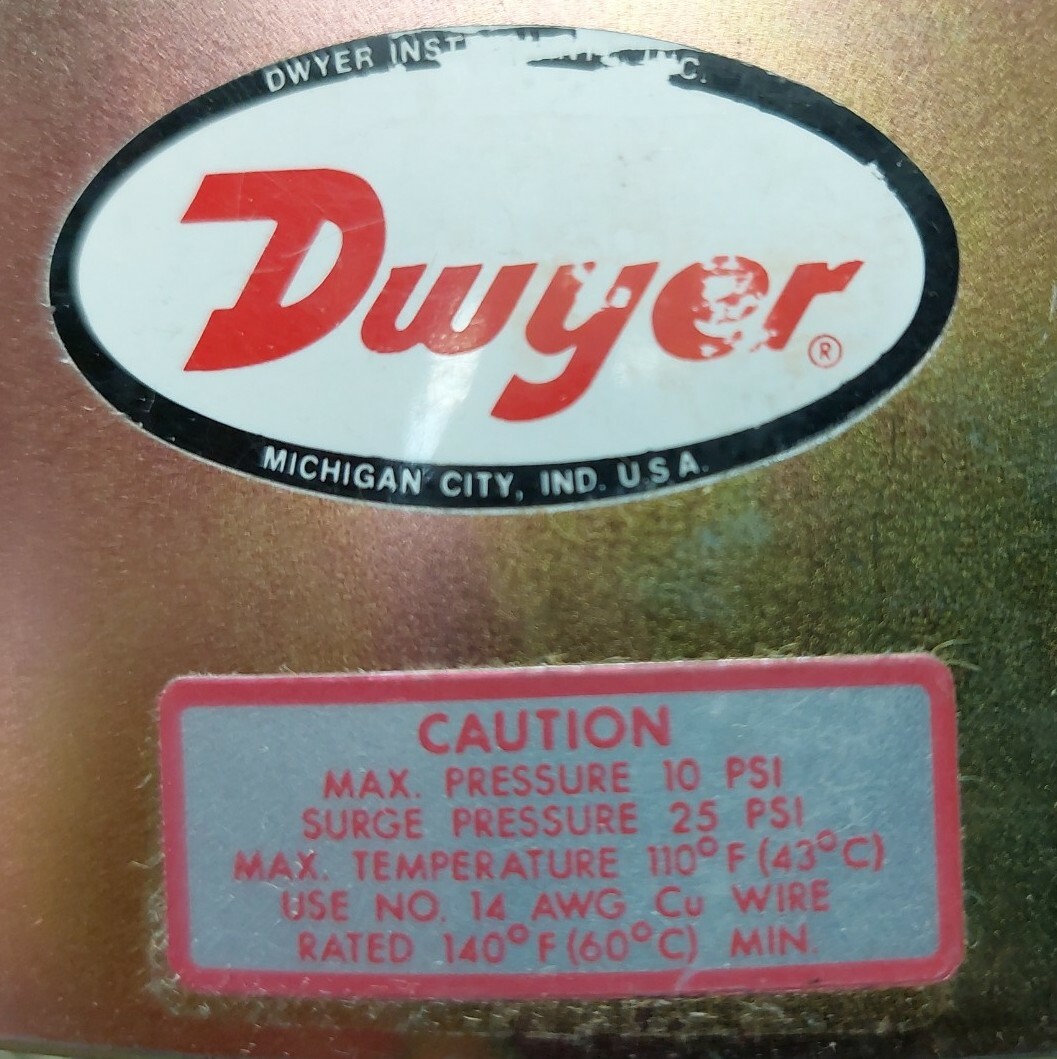 DWYER INC.
Dwyer®
MICHIGAN CITY, IND. U.S.A.
CAUTION
MAX. PRESSURE 10 PSI
SURGE PRESSURE 25 PSI
MAX. TEMPERATURE 110°F (43°C)
USE NO. 14 AWG Cu WIRE
RATED 140°F (60°C) MIN.